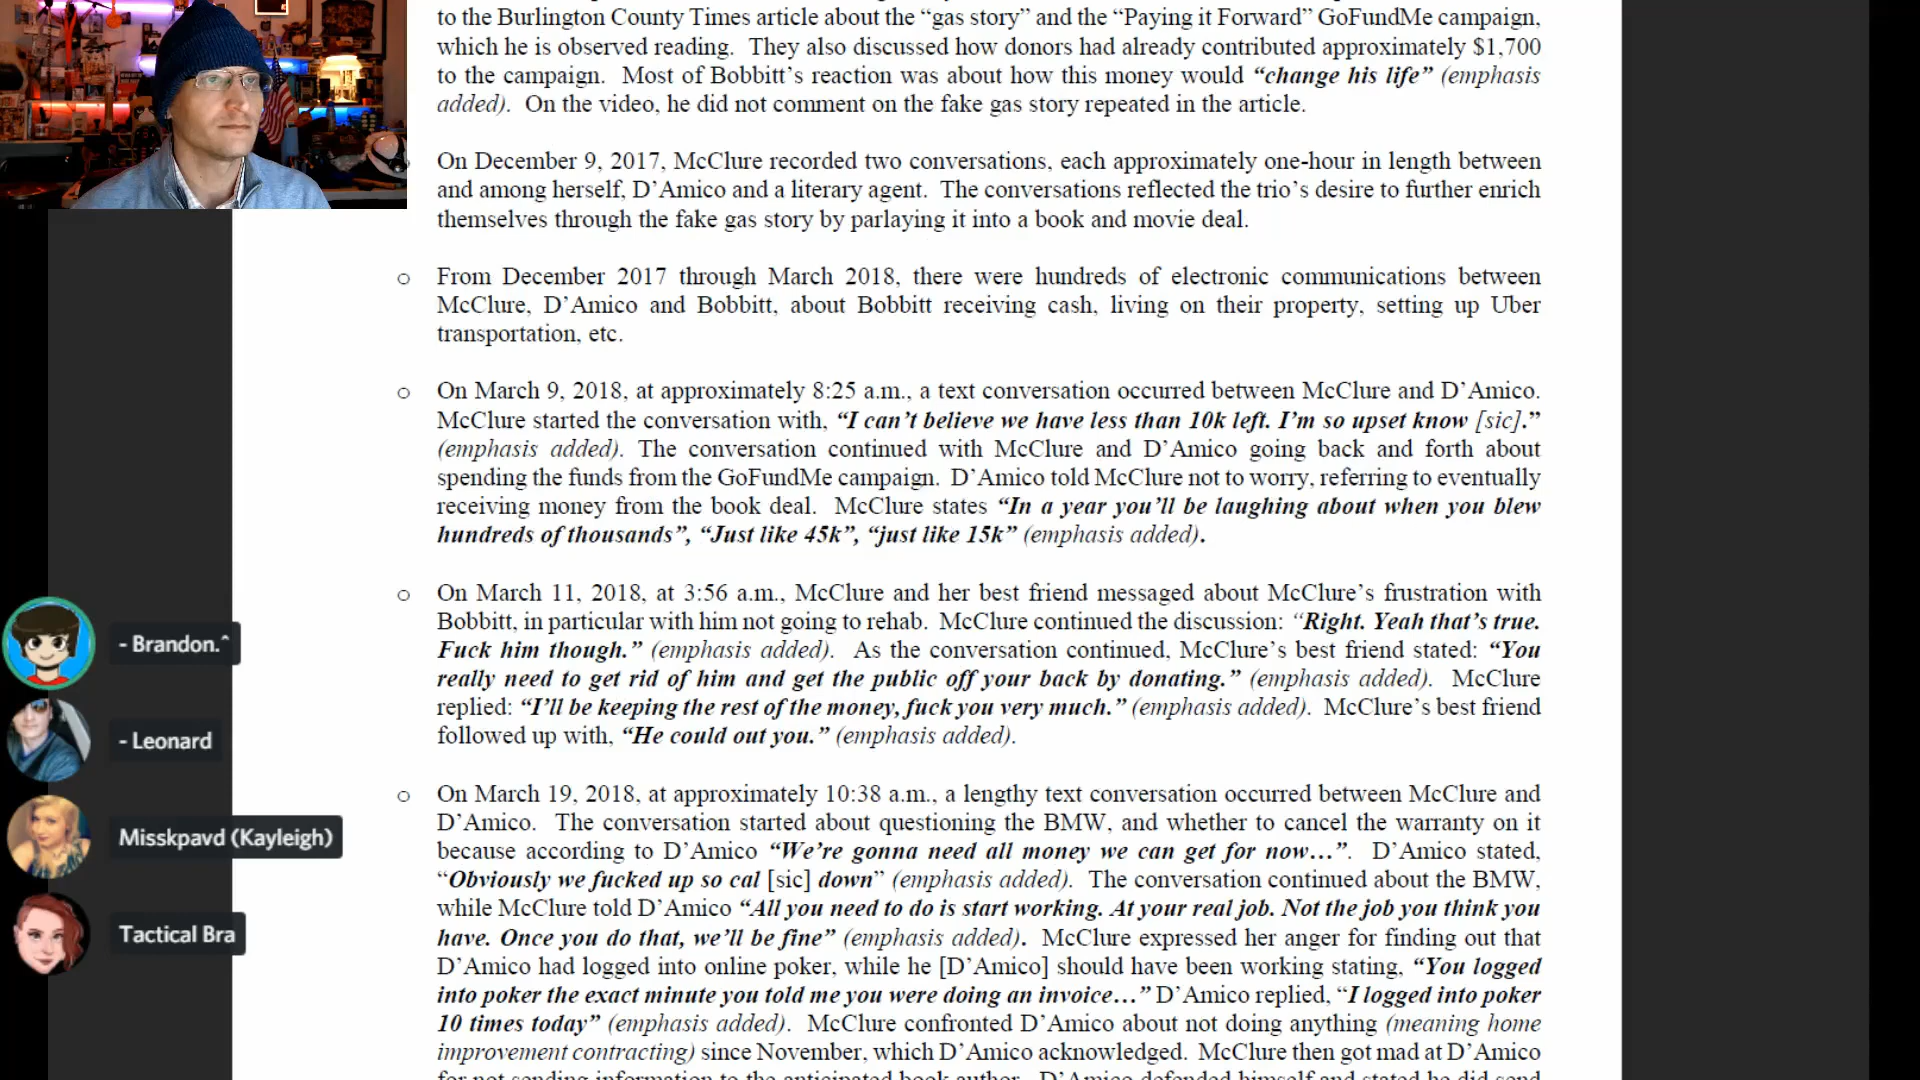 to the Burlington County Times article about the “gas story” and the “Paying it Forward” GoFundMe campaign,
which he is observed reading. They also discussed how donors had already contributed approximately $1,700
to the campaign. Most of Bobbitt’s reaction was about how this money would “change his life” (emphasis
added). On the video, he did not comment on the fake gas story repeated in the article.
On December 9, 2017, McClure recorded two conversations, each approximately one-hour in length between
and among herself, D’Amico and a literary agent. The conversations reflected the trio’s desire to further enrich
themselves through the fake gas story by parlaying it into a book and movie deal.
o From December 2017 through March 2018, there were hundreds of electronic communications between
McClure, D’Amico and Bobbitt, about Bobbitt receiving cash, living on their property, setting up Uber
transportation, etc.
o On March 9, 2018, at approximately 8:25 a.m., a text conversation occurred between McClure and D’Amico.
McClure started the conversation with, “I can’t believe we have less than 10k left. I’m so upset know [sic].”
(emphasis added). The conversation continued with McClure and D’Amico going back and forth about
spending the funds from the GoFundMe campaign. D’Amico told McClure not to worry, referring to eventually
receiving money from the book deal. McClure states “In a year you’ll be laughing about when you blew
hundreds of thousands”, “Just like 45k”, “just like 15k” (emphasis added).
o On March 11, 2018, at 3:56 a.m., McClure and her best friend messaged about McClure’s frustration with
Bobbitt, in particular with him not going to rehab. McClure continued the discussion: “Right. Yeah that’s true.
Fuck him though.” (emphasis added). As the conversation continued, McClure’s best friend stated: “You
really need to get rid of him and get the public off your back by donating.” (emphasis added). McClure
replied: “I’ll be keeping the rest of the money, fuck you very much.” (emphasis added). McClure’s best friend
followed up with, “He could out you.” (emphasis added).
o On March 19, 2018, at approximately 10:38 a.m., a lengthy text conversation occurred between McClure and
D’Amico. The conversation started about questioning the BMW, and whether to cancel the warranty on it
because according to D’Amico “We’re gonna need all money we can get for now…”. D’Amico stated,
“Obviously we fucked up so cal [sic] down” (emphasis added). The conversation continued about the BMW,
while McClure told D’Amico “All you need to do is start working. At your real job. Not the job you think you
have. Once you do that, we’ll be fine” (emphasis added). McClure expressed her anger for finding out that
D’Amico had logged into online poker, while he [D’Amico] should have been working stating, “You logged
into poker the exact minute you told me you were doing an invoice…” D’Amico replied, “I logged into poker
10 times today” (emphasis added). McClure confronted D’Amico about not doing anything (meaning home
improvement contracting) since November, which D’Amico acknowledged. McClure then got mad at D’Amico
for not sending information to the anticipated book author. D’Amico defended himself and stated he did send
- Brandon.^
- Leonard
Misskpavd (Kayleigh)
Tactical Bra